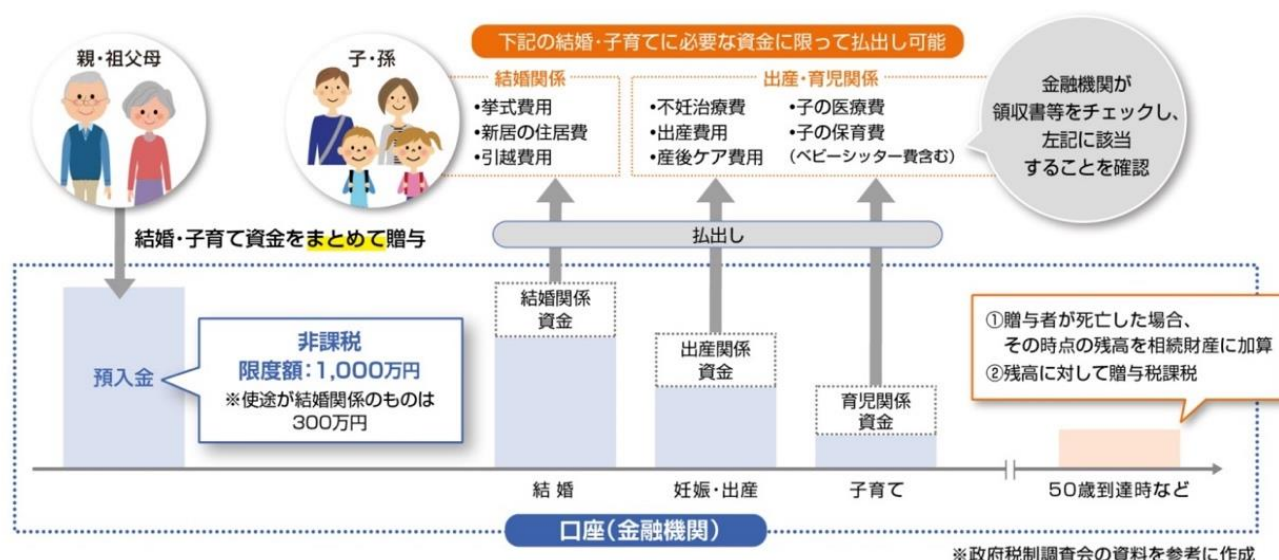 親・祖父母
子・孫
下記の結婚・子育てに必要な資金に限って払出し可能
結婚関係
•挙式費用
•新居の住居費
•引越費用
出産・育児関係
•不妊治療費
•出産費用
•産後ケア費用
•子の医療費
•子の保育費
(ベビーシッター費含む)
金融機関が
領収書等をチェックし、
左記に該当
することを確認
結婚・子育て資金をまとめて贈与
払出し
預入金
非課税
限度額:1,000万円
※使途が結婚関係のものは
300万円
結婚関係
資金
出産関係
資金
育児関係
資金
①贈与者が死亡した場合、
その時点の残高を相続財産に加算
②残高に対して贈与税課税
結 婚
妊娠・出産
子育て
50歳到達時など
口座(金融機関)
※政府税制調査会の資料を参考に作成